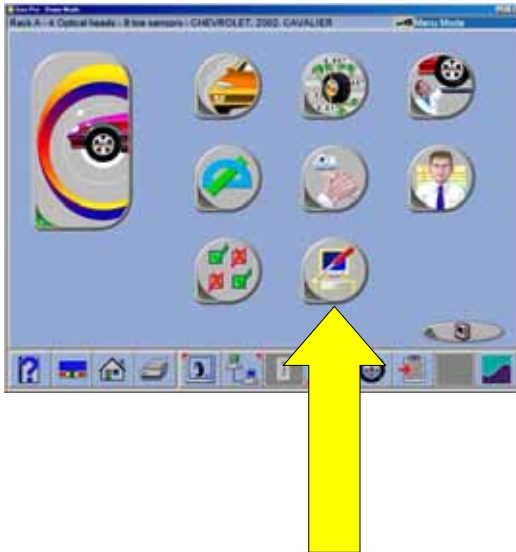 Rack A - 4 Optical heads - 8 toe sensors - CHEVROLET, 2002, CAVALIER
Menu Mode